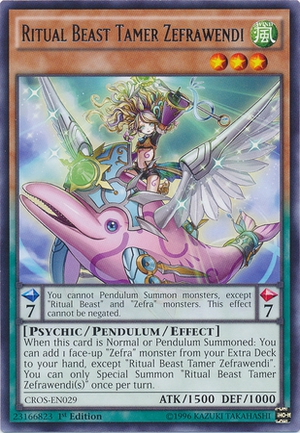 RITUAL BEAST TAMER ZEFRAWENDI
WIND
風
You cannot Pendulum Summon monsters, except
"Ritual Beast" and "Zefra" monsters. This effect
cannot be negated.
7
7
[PSYCHIC/PENDULUM/EFFECT]
When this card is Normal or Pendulum Summoned: You
can add 1 face-up "Zefra" monster from your Extra Deck
to your hand, except "Ritual Beast Tamer Zefrawendi".
You can only Special Summon "Ritual Beast Tamer
Zefrawendi(s)" once per turn.
CROS-EN029
ATK/1500 DEF/1000
23166823
1st Edition
©1996 KAZUKI TAKAHASHI